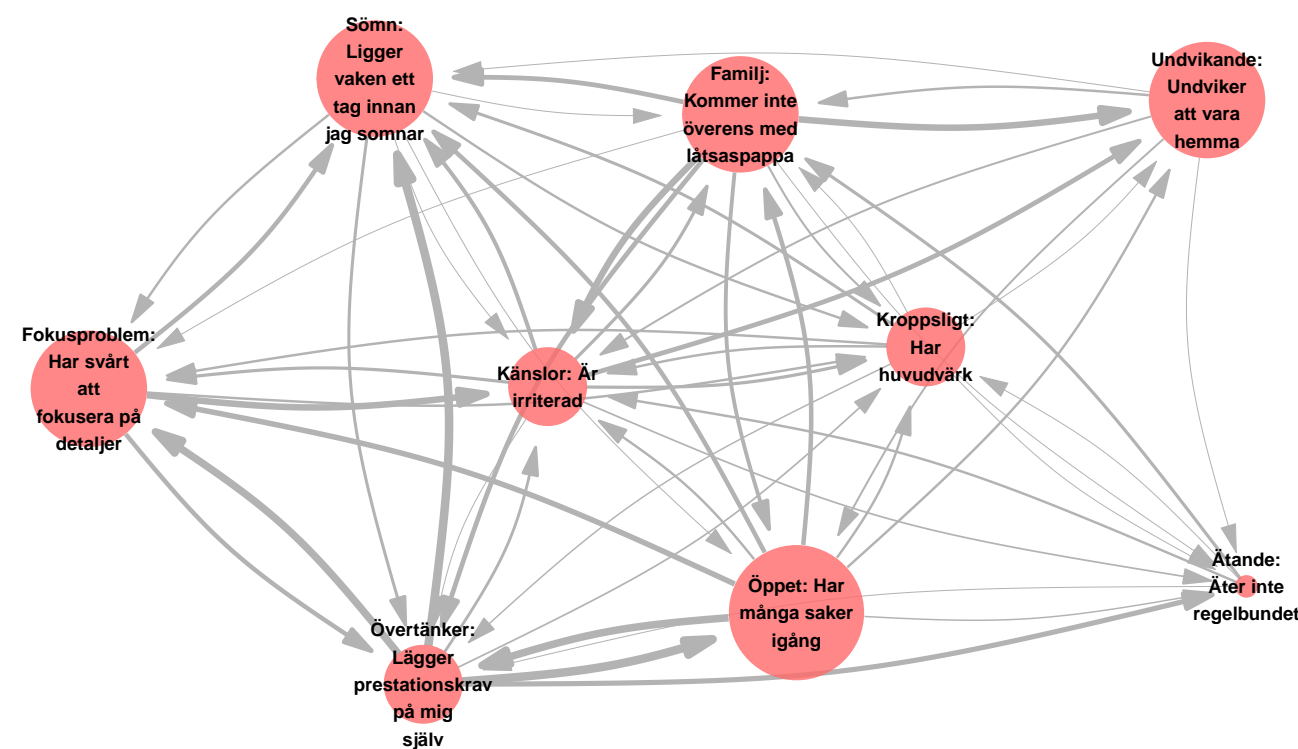 Sömn:
Ligger
vaken ett
tag innan
jag somnar
Familj:
Kommer inte
överens med
låtsaspappa
Undvikande:
Undviker
att vara
hemma
Fokusproblem:
Har svårt
att
fokusera på
detaljer
Känslor: Är
irriterad
Kroppsligt:
Har
huvudvärk
Övertänker:
Lägger
prestationskrav
på mig
själv
Öppet: Har
många saker
igång
Ätande:
Äter inte
regelbundet